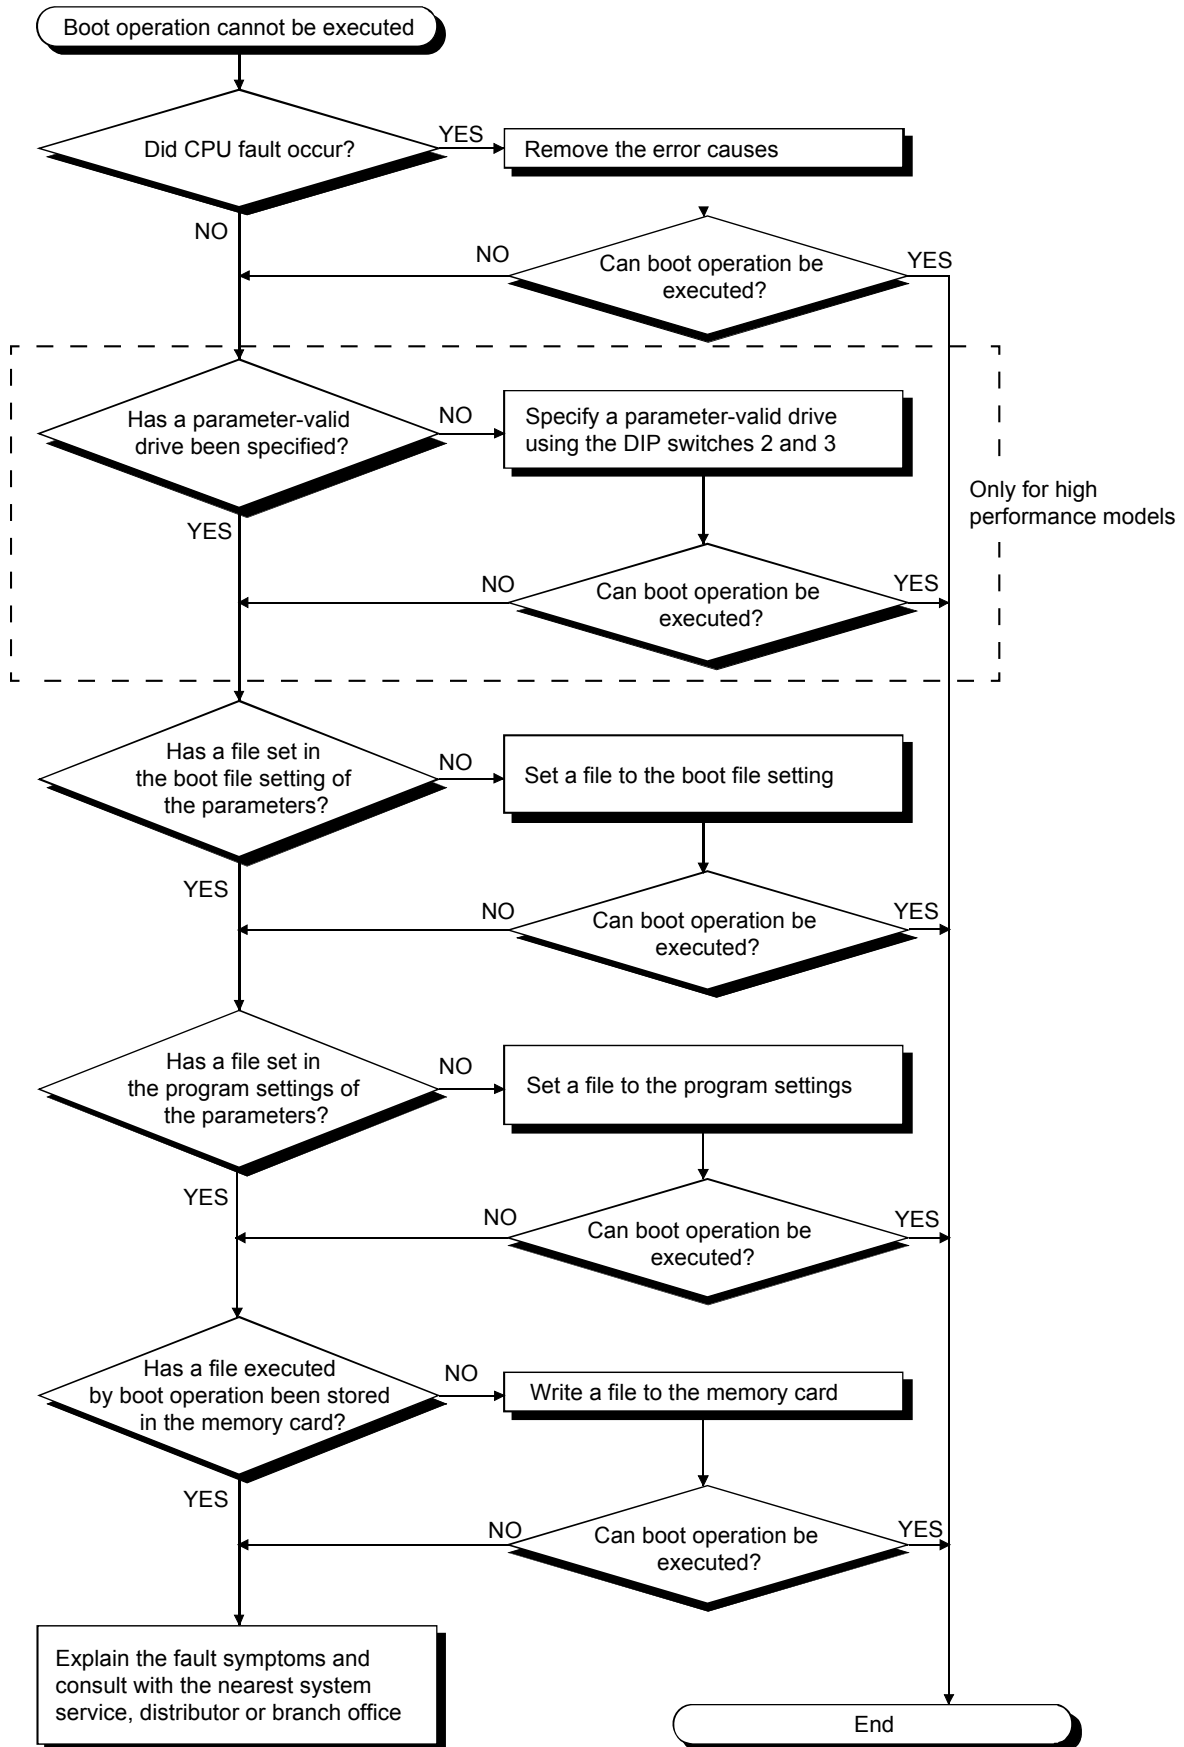 Boot operation cannot be executed
Did CPU fault occur?
YES
Remove the error causes
NO
NO
Can boot operation be
executed?
YES
Has a parameter-valid
drive been specified?
NO
Specify a parameter-valid drive
using the DIP switches 2 and 3
Only for high
performance models
YES
NO
Can boot operation be
executed?
YES
Has a file set in
the boot file setting of
the parameters?
NO
Set a file to the boot file setting
YES
NO
Can boot operation be
executed?
YES
Has a file set in
the program settings of
the parameters?
NO
Set a file to the program settings
YES
NO
Can boot operation be
executed?
YES
Has a file executed
by boot operation been stored
in the memory card?
NO
Write a file to the memory card
YES
NO
Can boot operation be
executed?
YES
Explain the fault symptoms and
consult with the nearest system
service, distributor or branch office
End